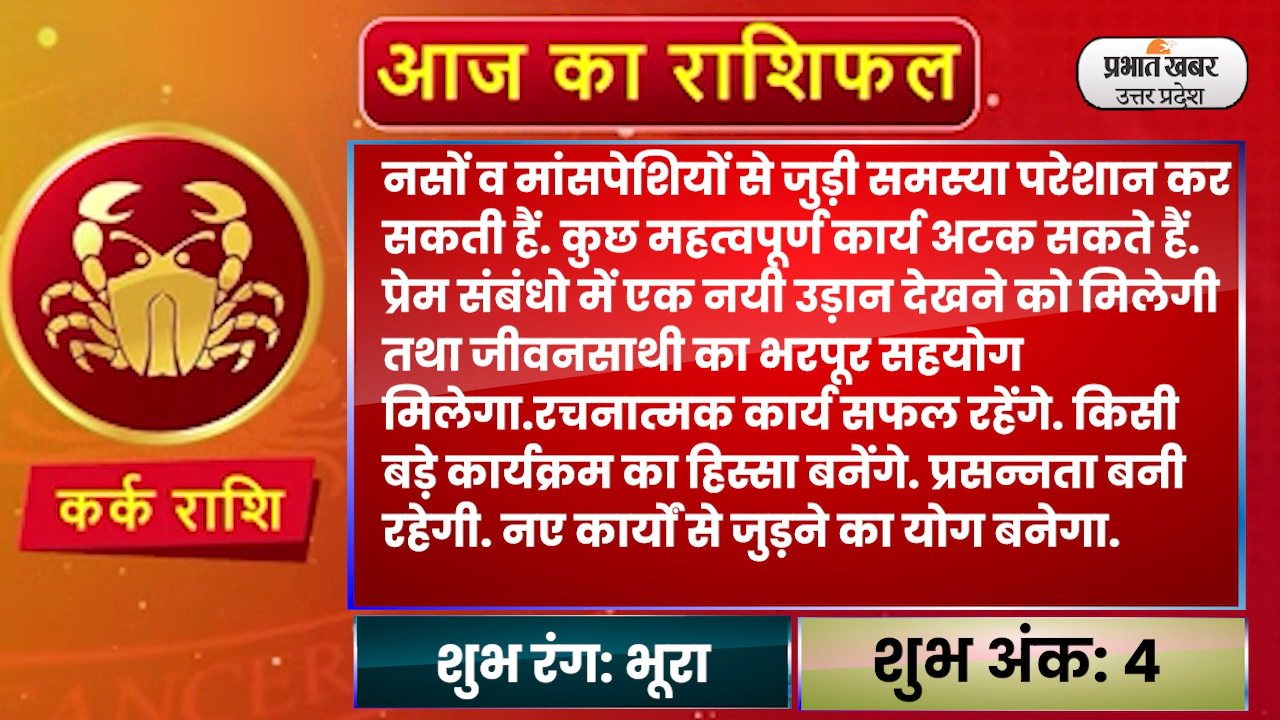 आज का राशिफल
प्रभात खबर
उत्तर प्रदेश
नसों व मांसपेशियों से जुड़ी समस्या परेशान कर
सकती हैं. कुछ महत्वपूर्ण कार्य अटक सकते हैं.
प्रेम संबंधो में एक नयी उड़ान देखने को मिलेगी
तथा जीवनसाथी का भरपूर सहयोग
मिलेगा.रचनात्मक कार्य सफल रहेंगे. किसी
बड़े कार्यक्रम का हिस्सा बनेंगे. प्रसन्नता बनी
रहेगी. नए कार्यों से जुड़ने का योग बनेगा.
कर्क राशि
शुभ रंग: भूरा
शुभ अंक: 4
CANCER